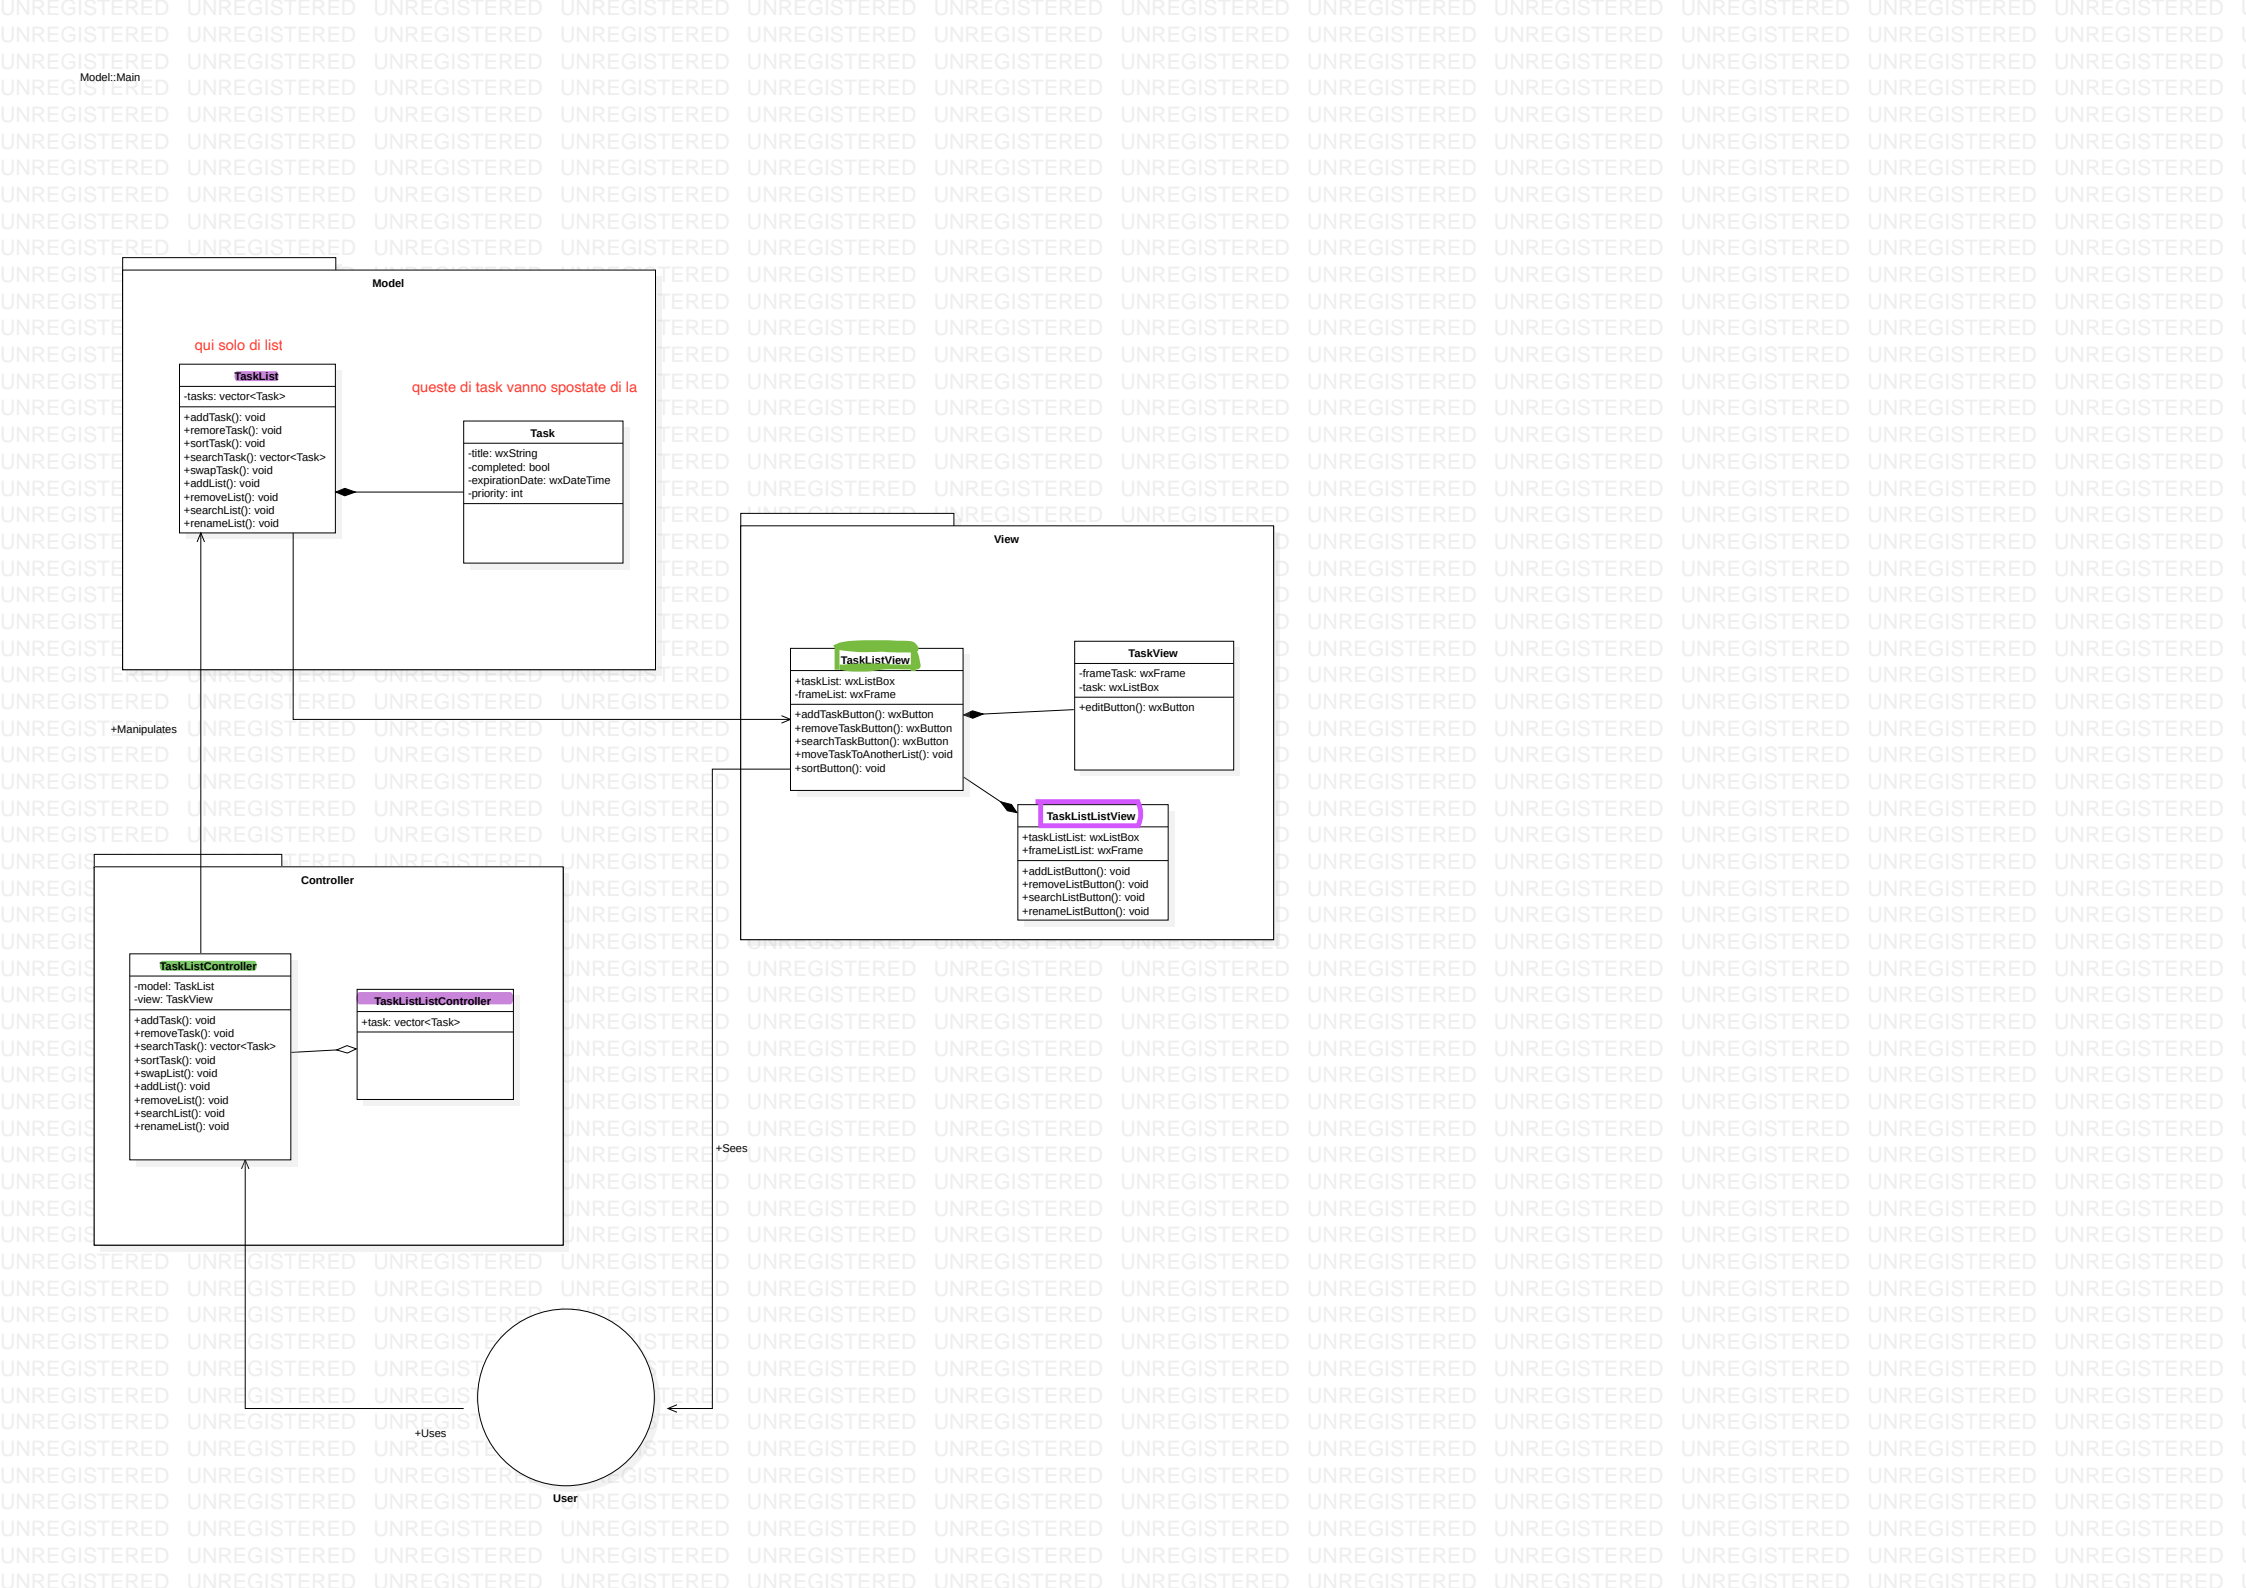 Model::Main
Model
qui solo di list
TaskList
-tasks: vector<Task>
+addTask(): void
+remoreTask(): void
+sortTask(): void
+searchTask(): vector<Task>
+swapTask(): void
+addList(): void
+removeList(): void
+searchList(): void
+renameList(): void
queste di task vanno spostate di la
Task
-title: wxString
-completed: bool
-expirationDate: wxDateTime
-priority: int
View
TaskListView
+taskList: wxListBox
-frameList: wxFrame
+addTaskButton(): wxButton
+removeTaskButton(): wxButton
+searchTaskButton(): wxButton
+moveTaskToAnotherList(): void
+sortButton(): void
TaskView
-frameTask: wxFrame
-task: wxListBox
+editButton(): wxButton
TaskListListView
+taskListList: wxListBox
+frameListList: wxFrame
+addListButton(): void
+removeListButton(): void
+searchListButton(): void
+renameListButton(): void
+Manipulates
Controller
TaskListController
-model: TaskList
-view: TaskView
+addTask(): void
+removeTask(): void
+searchTask(): vector<Task>
+sortTask(): void
+swapList(): void
+addList(): void
+removeList(): void
+searchList(): void
+renameList(): void
TaskListListController
+task: vector<Task>
+Sees
+Uses
User
UNREGISTERED